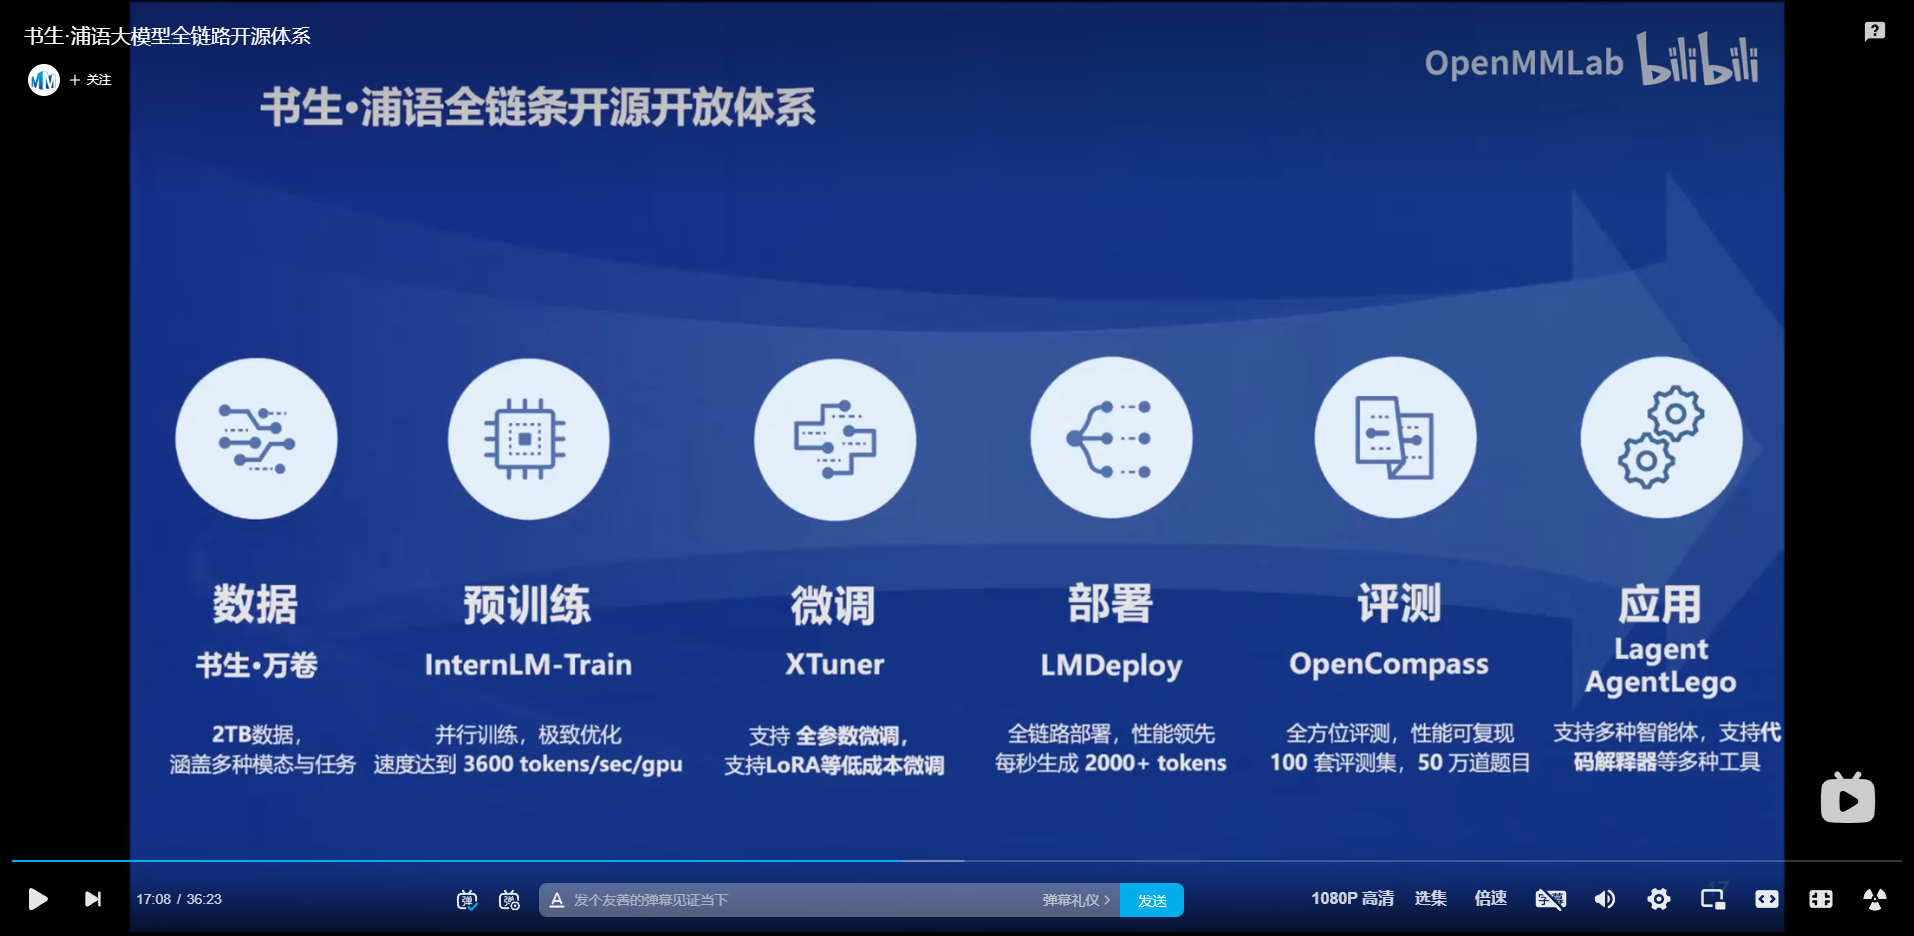 书生·浦语大模型全链路开源体系
+ 关注
OpenMMLab bilibili
书生•浦语全链条开源开放体系
数据
书生•万卷
2TB数据，
涵盖多种模态与任务
预训练
InternLM-Train
并行训练，极致优化
速度达到 3600 tokens/sec/gpu
微调
XTuner
支持 全参数微调，
支持LoRA等低成本微调
部署
LMDeploy
全链路部署，性能领先
每秒生成 2000+ tokens
评测
OpenCompass
全方位评测，性能可复现
100 套评测集，50 万道题目
应用
Lagent
AgentLego
支持多种智能体，支持代
码解释器等多种工具
17
17:08 / 36:23
弹
弹
A 发个友善的弹幕见证当下
弹幕礼仪 >
发送
1080P 高清
选集
倍速
字幕